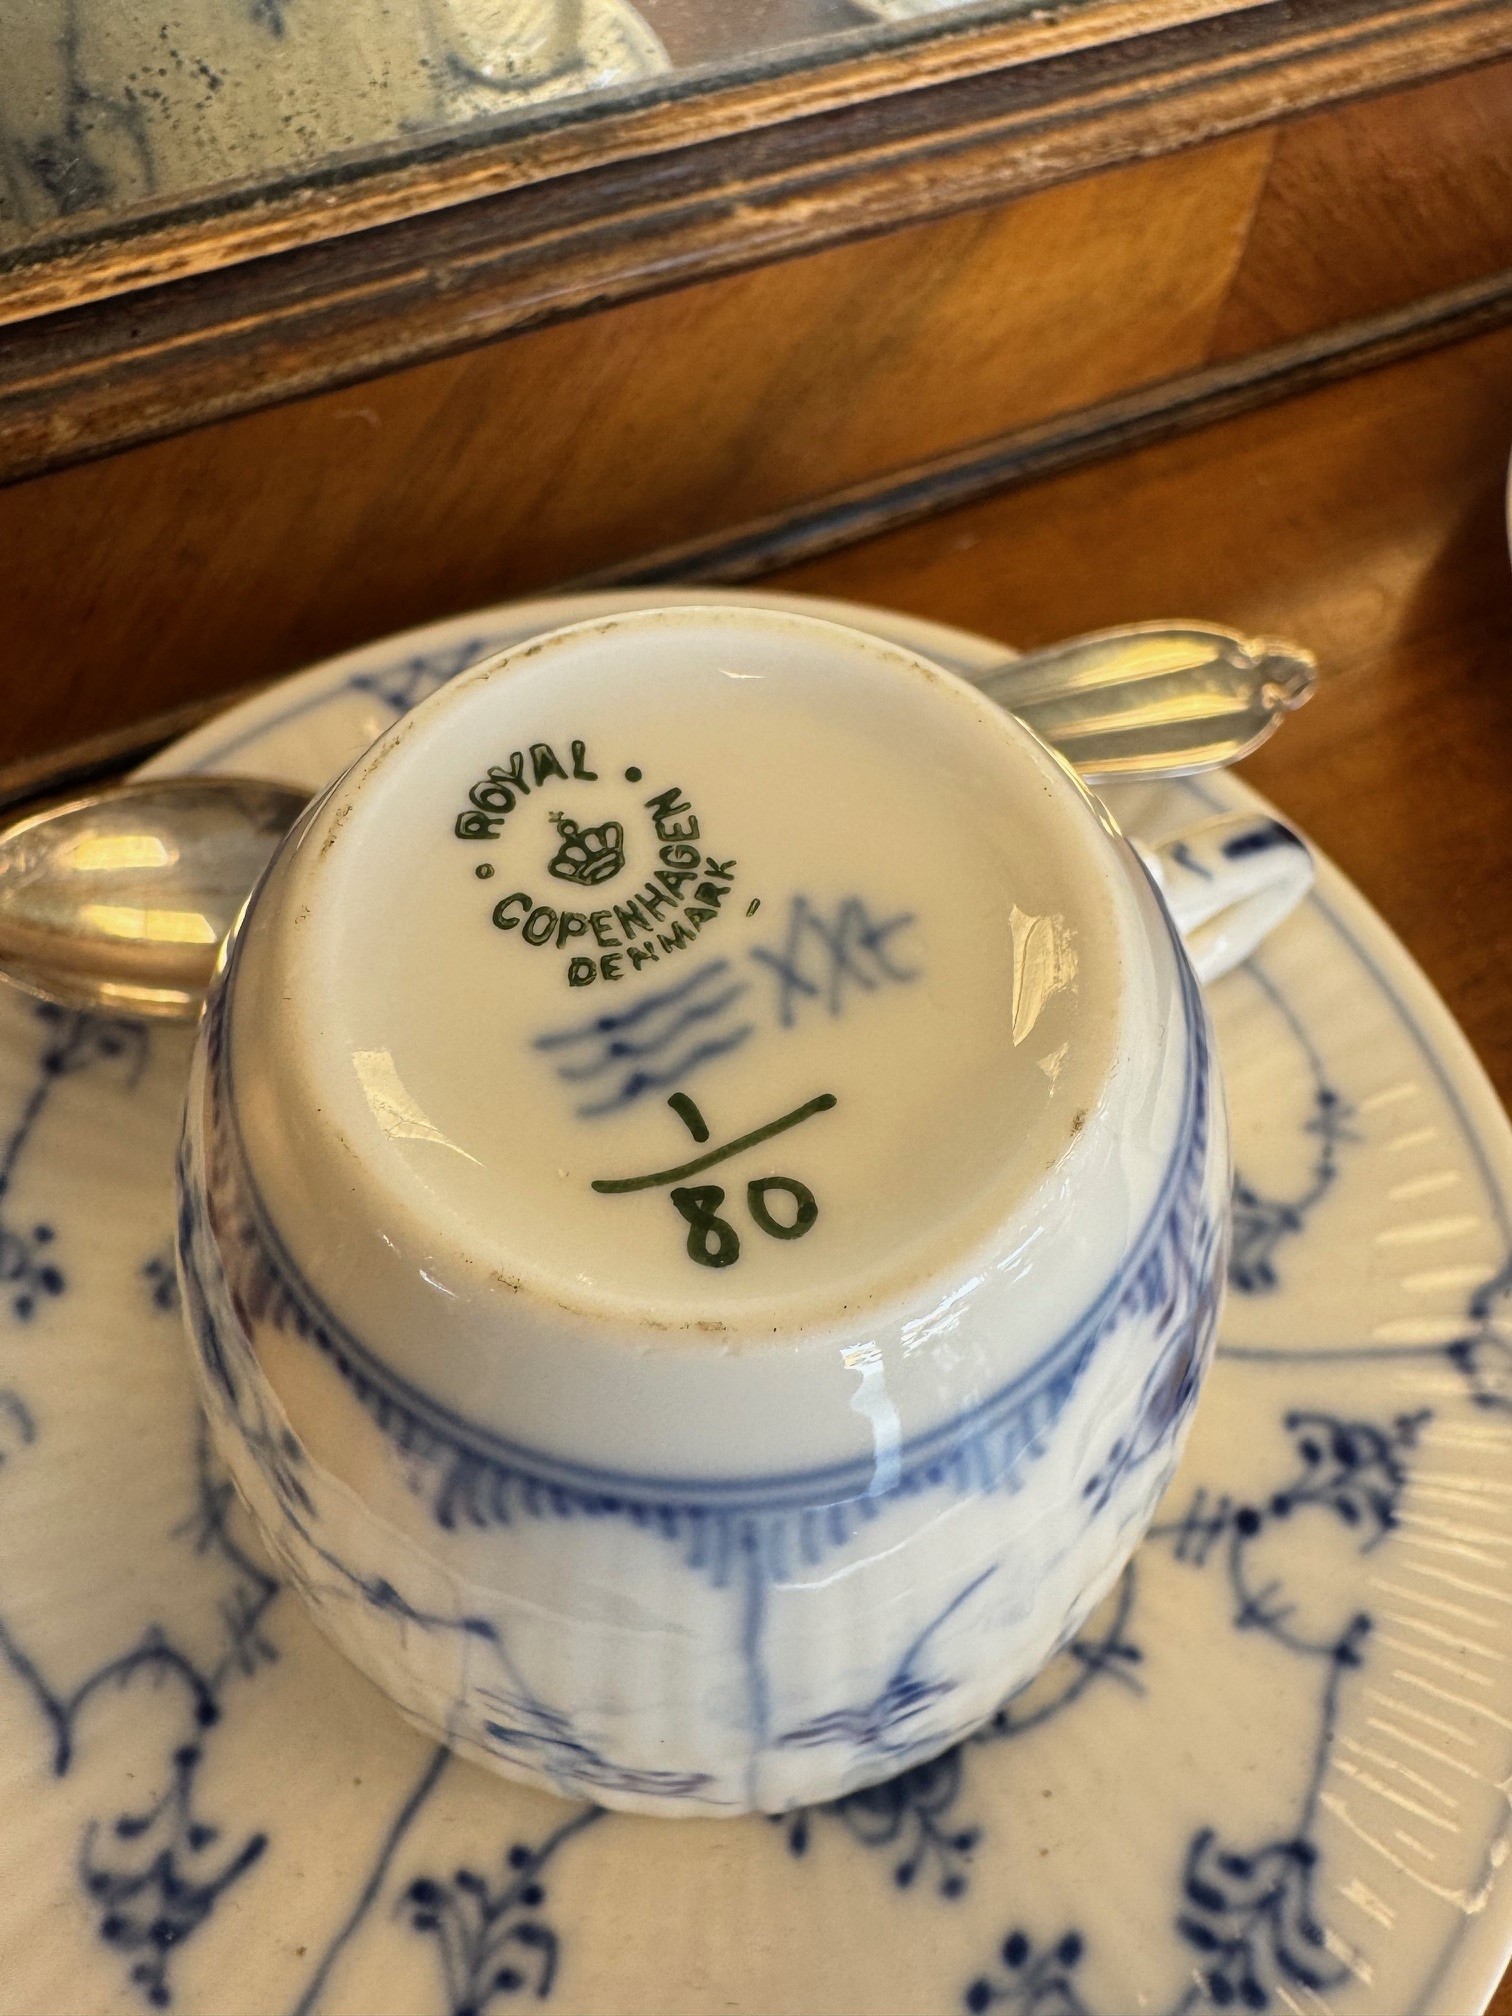 ROYAL
COPENHAGEN
DENMARK
1
80